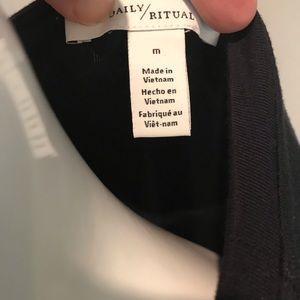 DAILY/RITUAL
m
Made in
Vietnam
Hecho en
Vietnam
Fabriqué au
Viêt-nam